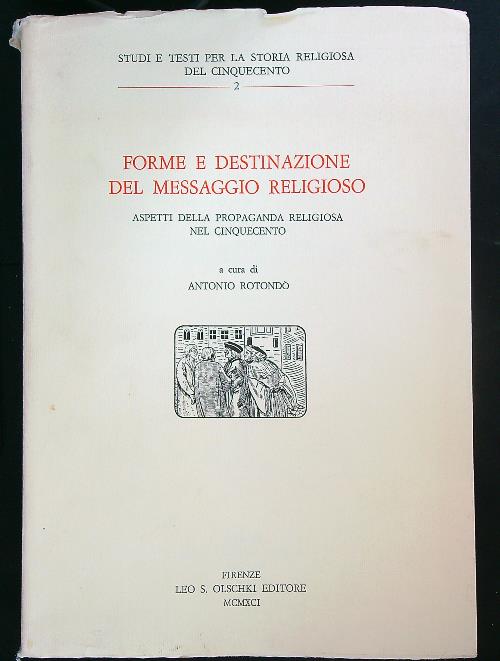 STUDI E TESTI PER LA STORIA RELIGIOSA
DEL CINQUECENTO
2
FORME E DESTINAZIONE
DEL MESSAGGIO RELIGIOSO
ASPETTI DELLA PROPAGANDA RELIGIOSA
NEL CINQUECENTO
a cura di
ANTONIO ROTONDÒ
FIRENZE
LEO S. OLSCHKI EDITORE
MCMXCI